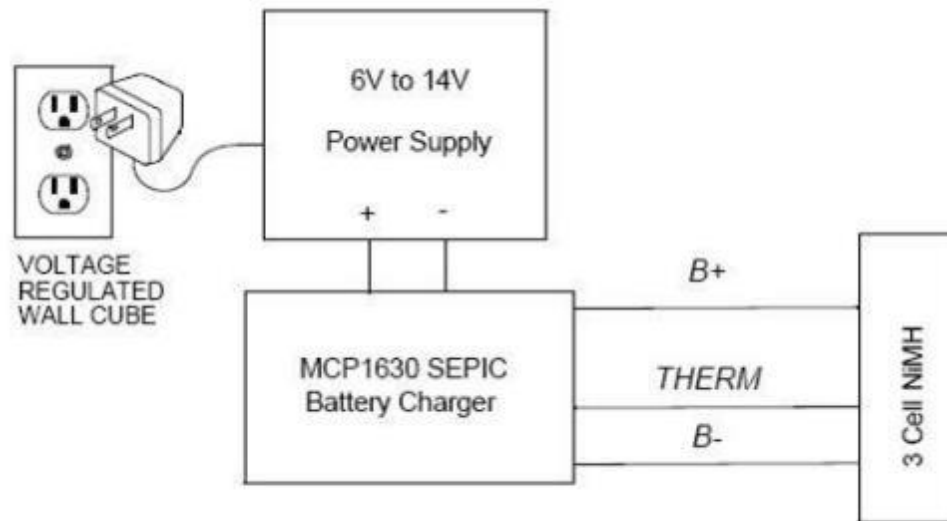 6V to 14V
Power Supply
+ -
VOLTAGE
REGULATED
WALL CUBE
MCP1630 SEPIC
Battery Charger
B+
THERM
B-
3 Cell NiMH